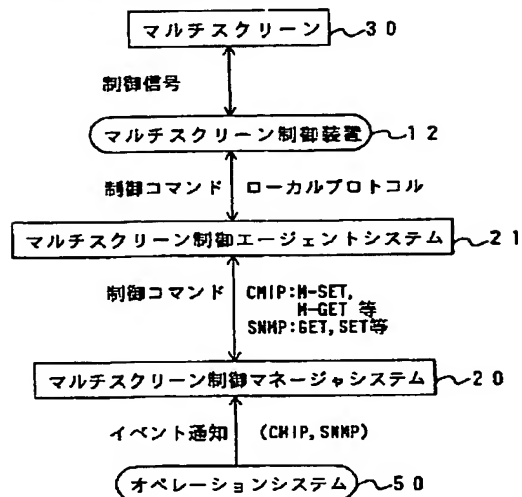 マルチスクリーン 30
制御信号
マルチスクリーン制御装置 12
制御コマンド ローカルプロトコル
マルチスクリーン制御エージェントシステム 21
制御コマンド CMIP:M-SET,
M-GET 等
SNMP:GET,SET等
マルチスクリーン制御マネージャシステム 20
イベント通知 (CMIP,SNMP)
オペレーションシステム 50